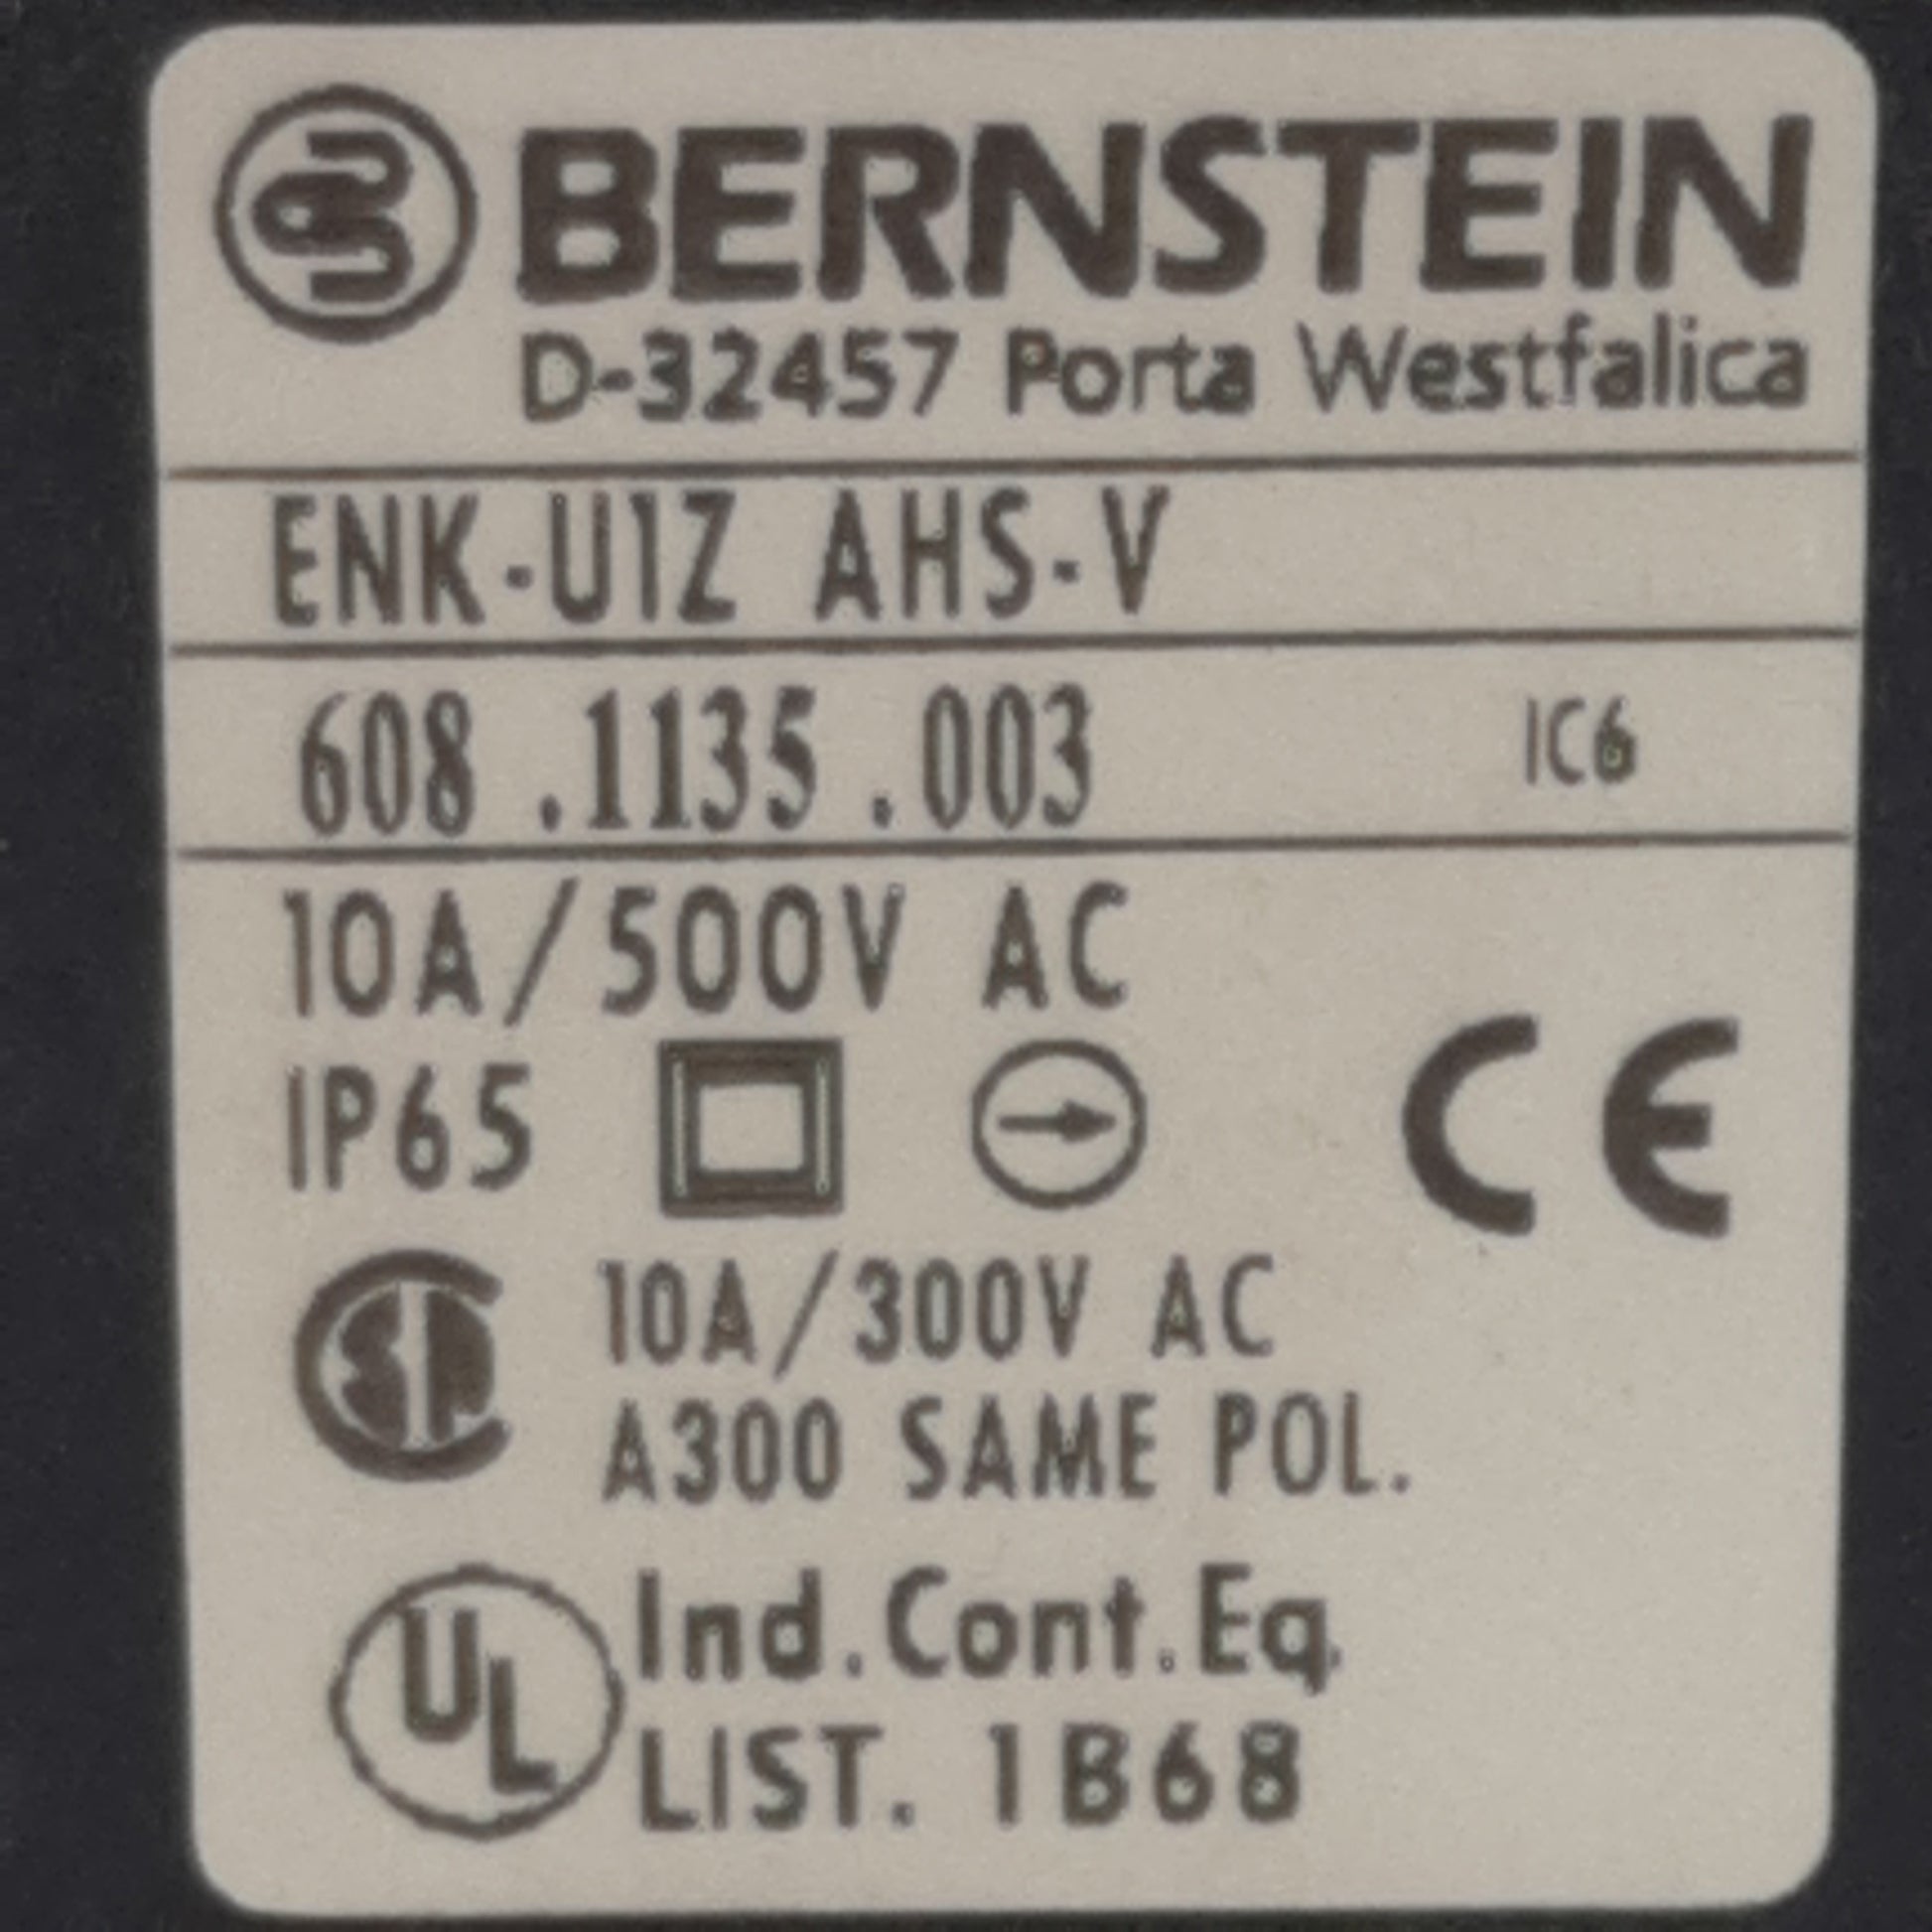 BERNSTEIN
D-32457 Porta Westfalica
ENK-U1Z AHS-V
608.1135.003 IC6
10A/500V AC
IP65 CE
10A/300V AC
A300 SAME POL.
UL Ind.Cont.Eq.
LIST. 1B68